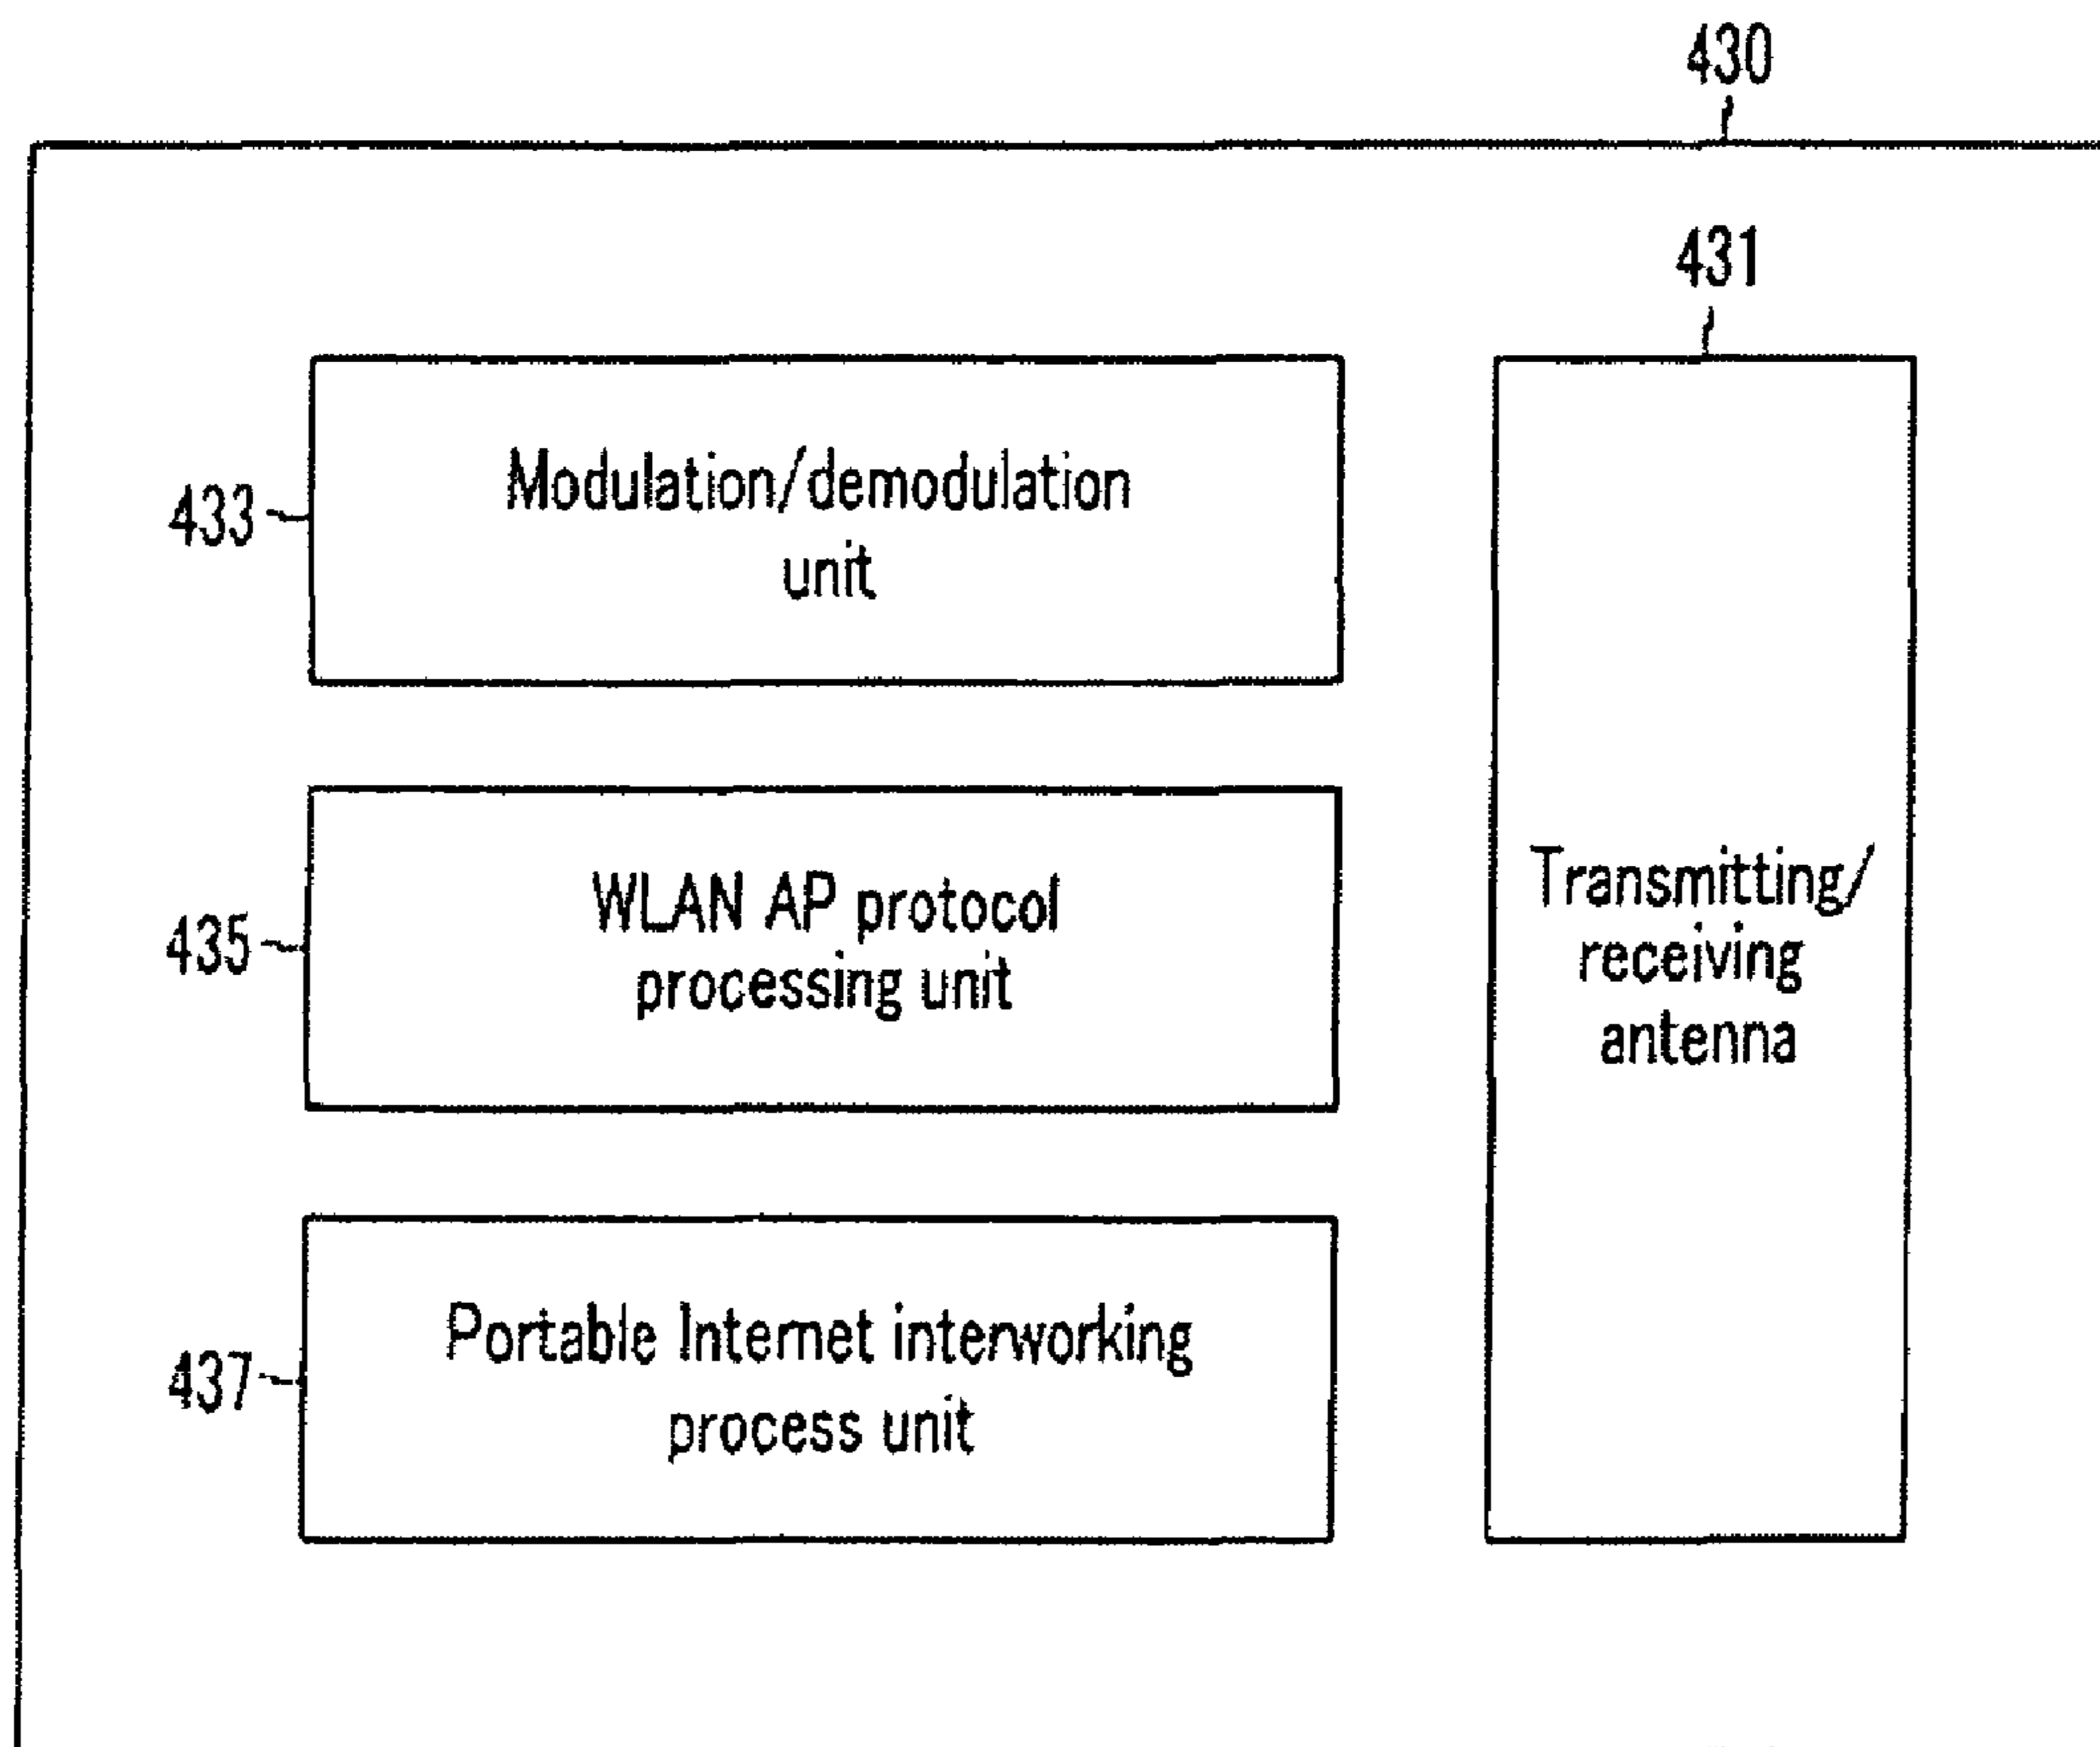 430
431
433
Modulation/demodulation
unit
435
WLAN AP protocol
processing unit
Transmitting/
receiving
antenna
437
Portable Internet interworking
process unit